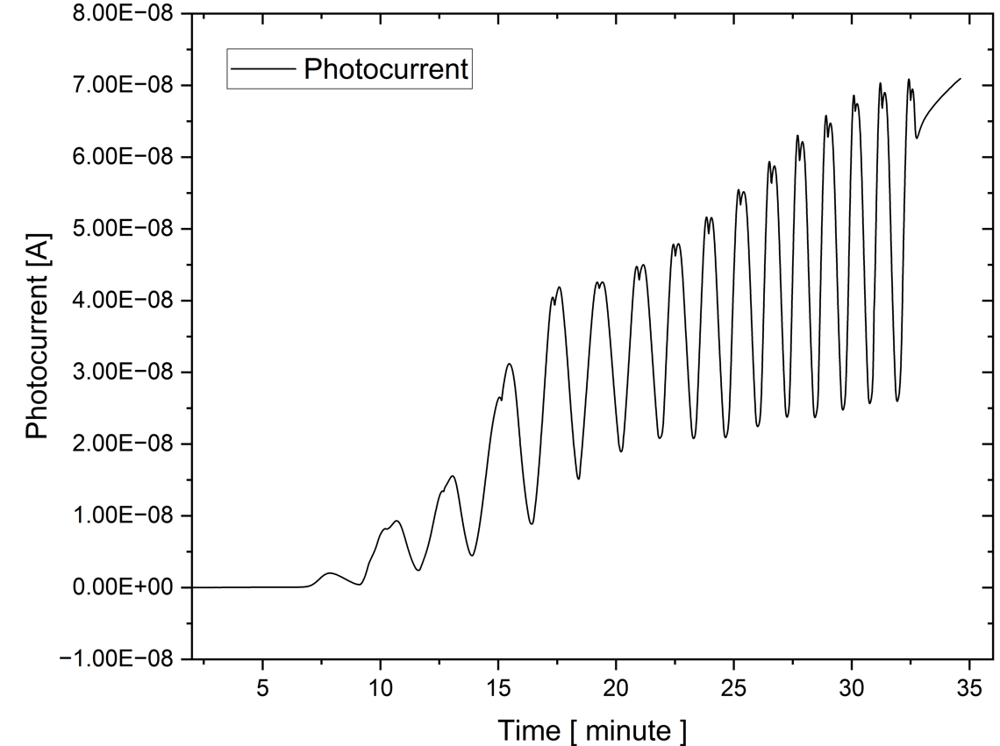 Photocurrent
8.00E−08
7.00E−08
6.00E−08
5.00E−08
4.00E−08
3.00E−08
2.00E−08
1.00E−08
0.00E+00
−1.00E−08
Photocurrent [A]
5 10 15 20 25 30 35
Time [ minute ]